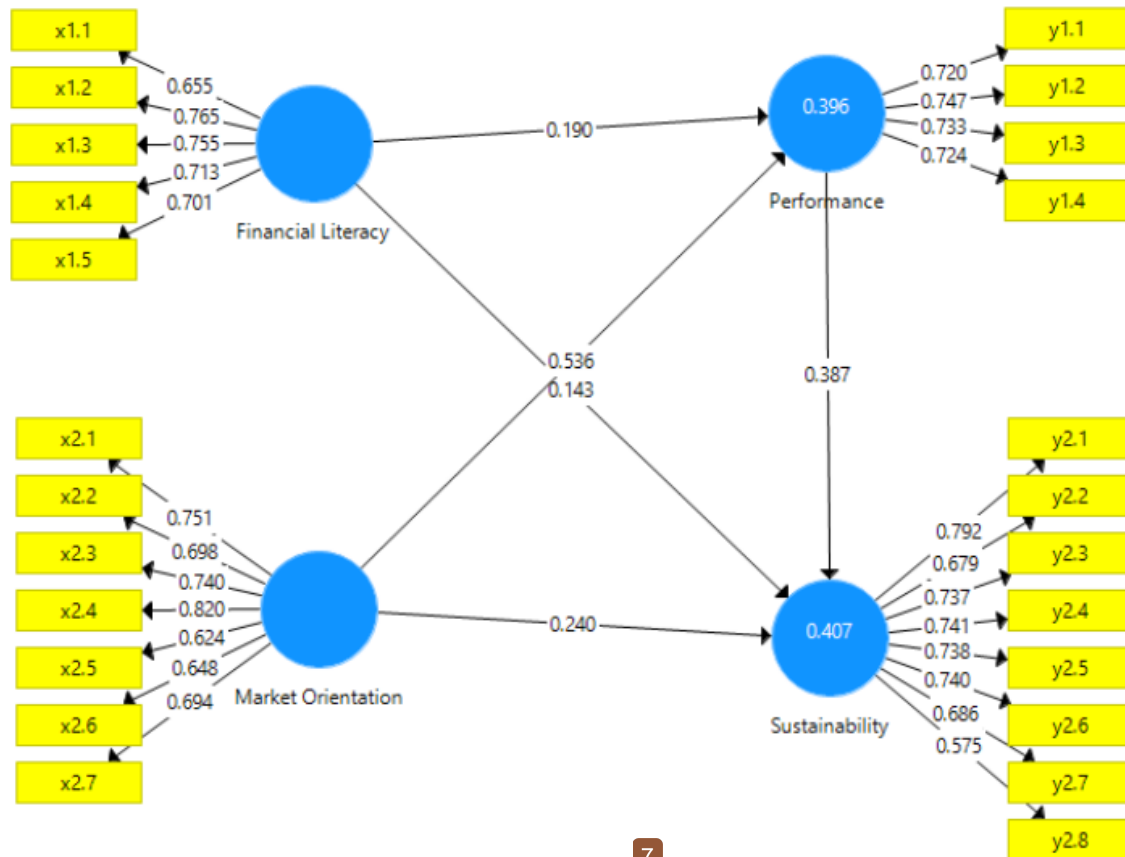 x1.1
x1.2
x1.3
x1.4
x1.5
0.655
0.765
0.755
0.713
0.701
Financial Literacy
0.190
0.396
Performance
0.720
0.747
0.733
0.724
y1.1
y1.2
y1.3
y1.4
0.536
0.143
0.387
x2.1
x2.2
x2.3
x2.4
x2.5
x2.6
x2.7
0.751
0.698
0.740
0.820
0.624
0.648
0.694
Market Orientation
0.240
0.407
Sustainability
0.792
0.679
0.737
0.741
0.738
0.740
0.686
0.575
y2.1
y2.2
y2.3
y2.4
y2.5
y2.6
y2.7
y2.8